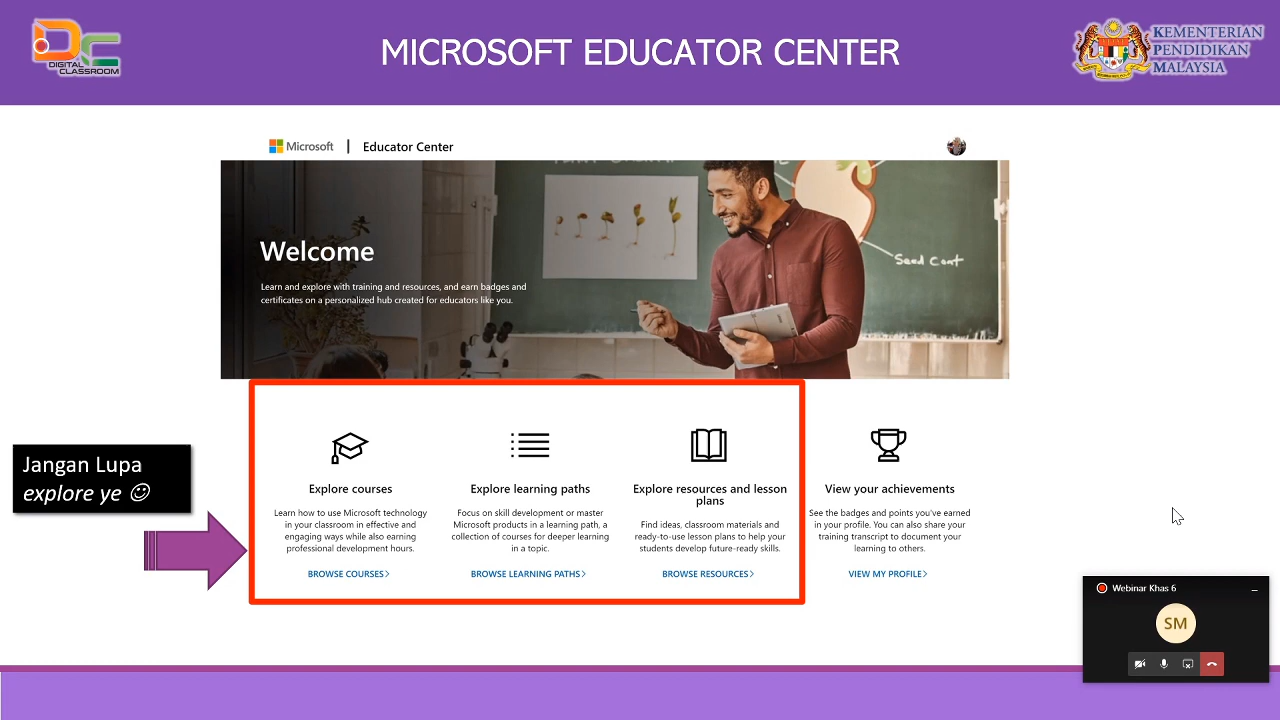 DIGITAL
CLASSROOM
MICROSOFT EDUCATOR CENTER
KEMENTERIAN
PENDIDIKAN
MALAYSIA
Microsoft | Educator Center
Welcome
Learn and explore with training and resources, and earn badges and
certificates on a personalized hub created for educators like you.
Seed Coat
Jangan Lupa
explore ye ☺
Explore courses
Learn how to use Microsoft technology
in your classroom in effective and
engaging ways while also earning
professional development hours.
BROWSE COURSES>
Explore learning paths
Focus on skill development or master
Microsoft products in a learning path, a
collection of courses for deeper learning
in a topic.
BROWSE LEARNING PATHS>
Explore resources and lesson
plans
Find ideas, classroom materials and
ready-to-use lesson plans to help your
students develop future-ready skills.
BROWSE RESOURCES>
View your achievements
See the badges and points you've earned
in your profile. You can also share your
training transcript to document your
learning to others.
VIEW MY PROFILE>
Webinar Khas 6
SM